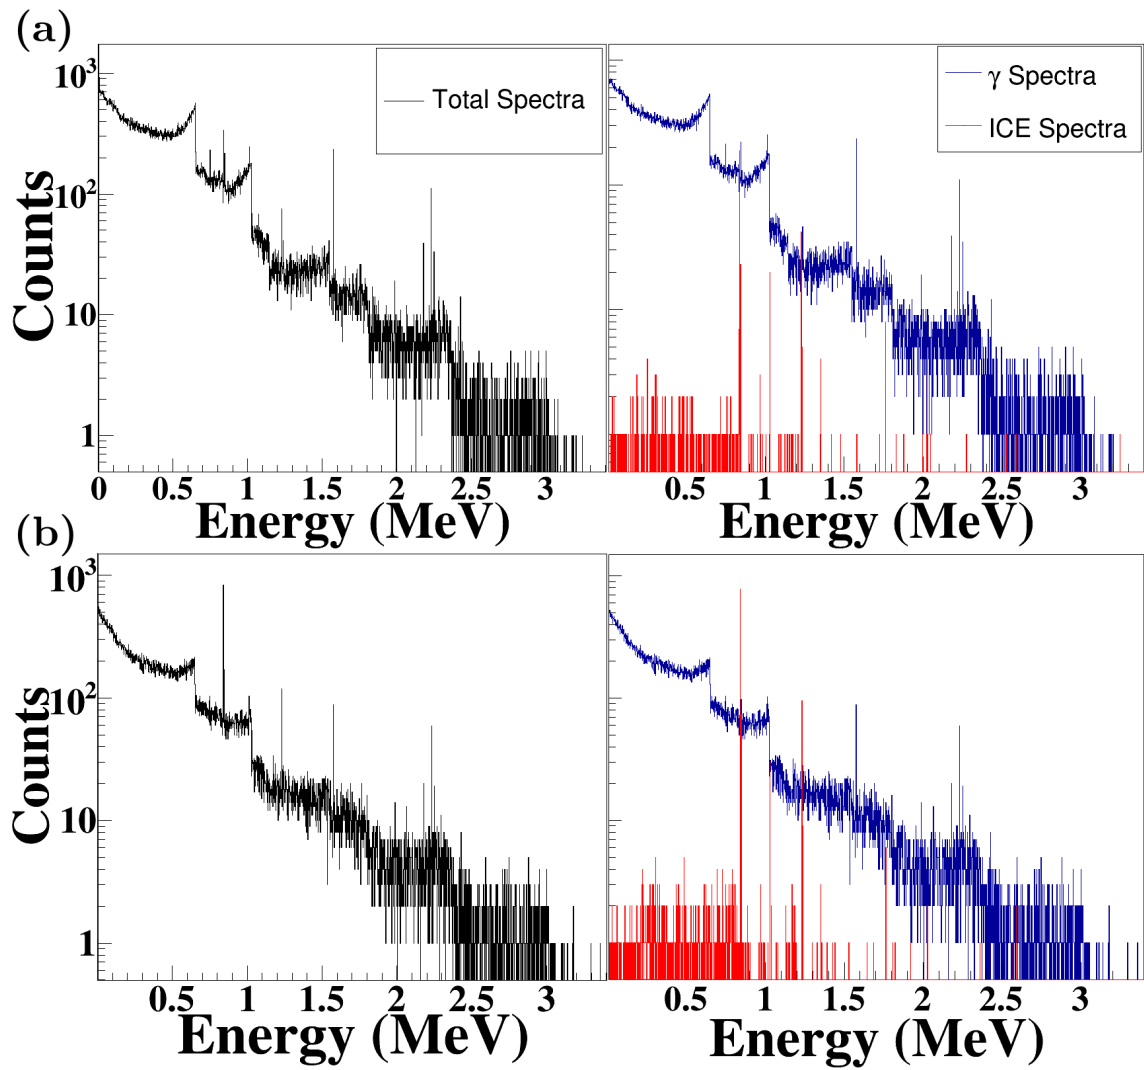 (a)
Counts
10³
10²
10
1
Total Spectra
0 0.5 1 1.5 2 2.5 3
Energy (MeV)
γ Spectra
ICE Spectra
0.5 1 1.5 2 2.5 3
Energy (MeV)
(b)
Counts
10³
10²
10
1
0.5 1 1.5 2 2.5 3
Energy (MeV)
0.5 1 1.5 2 2.5 3
Energy (MeV)